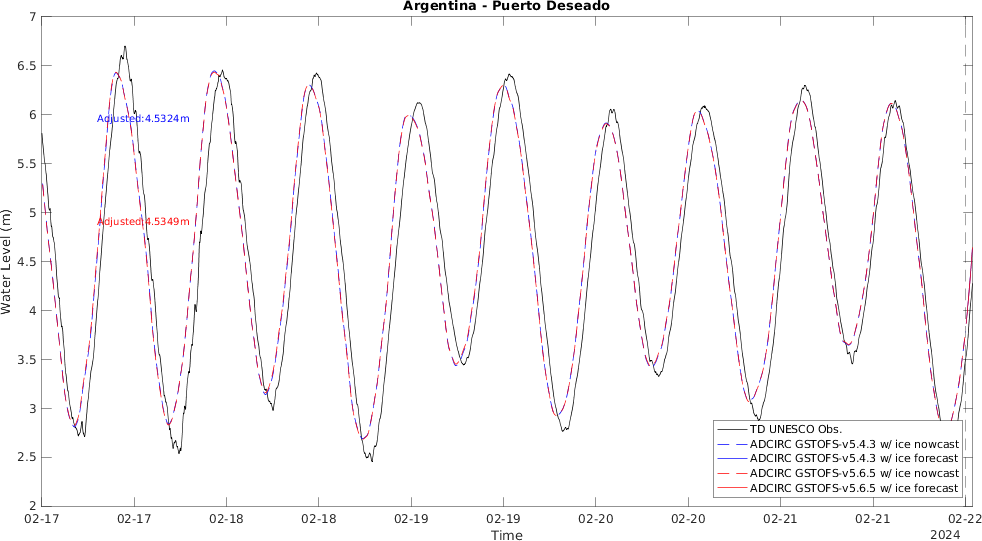 Argentina - Puerto Deseado
7
6.5
6
5.5
5
4.5
4
3.5
3
2.5
2
Water Level (m)
Adjusted:4.5324m
Adjusted:4.5349m
TD UNESCO Obs.
ADCIRC GSTOFS-v5.4.3 w/ ice nowcast
ADCIRC GSTOFS-v5.4.3 w/ ice forecast
ADCIRC GSTOFS-v5.6.5 w/ ice nowcast
ADCIRC GSTOFS-v5.6.5 w/ ice forecast
02-17 02-17 02-18 02-18 02-19 02-19 02-20 02-20 02-21 02-21 02-22
Time
2024